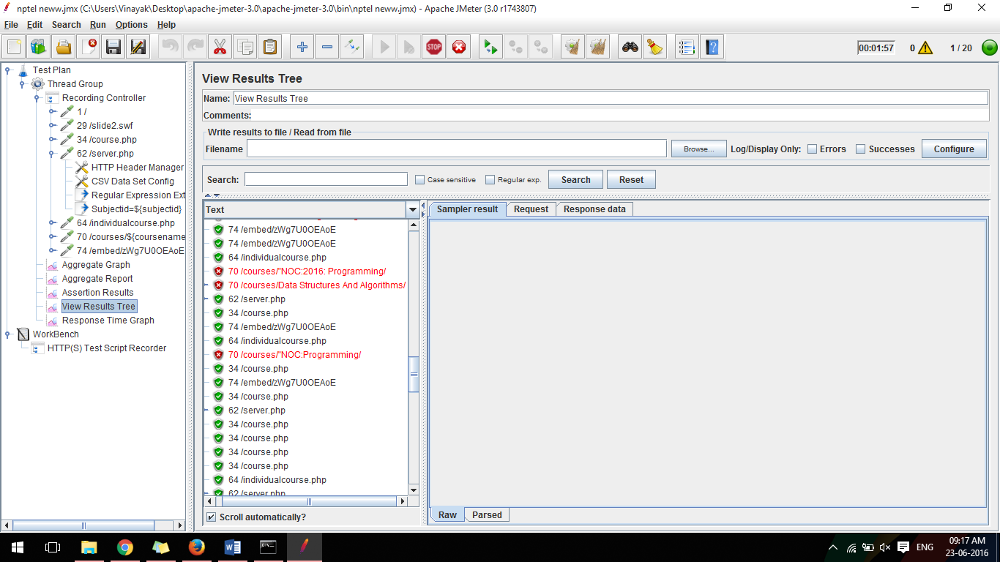 nptel neww.jmx (C:\Users\Vinayak\Desktop\apache-jmeter-3.0\apache-jmeter-3.0\bin\nptel neww.jmx) - Apache JMeter (3.0 r1743807)
File Edit Search Run Options Help
STOP
00:01:57 0 1 / 20
Test Plan
Thread Group
Recording Controller
1 /
29 /slide2.swf
34 /course.php
62 /server.php
HTTP Header Manager
CSV Data Set Config
Regular Expression Ext
Subjectid=${subjectid}
64 /individualcourse.php
70 /courses/${coursename
74 /embed/zWg7U0OEAoE
Aggregate Graph
Aggregate Report
Assertion Results
View Results Tree
Response Time Graph
WorkBench
HTTP(S) Test Script Recorder
View Results Tree
Name: View Results Tree
Comments:
Write results to file / Read from file
Filename Browse... Log/Display Only: Errors Successes Configure
Search: Case sensitive Regular exp. Search Reset
Text
74 /embed/zWg7U0OEAoE
74 /embed/zWg7U0OEAoE
64 /individualcourse.php
70 /courses/"NOC:2016: Programming/
70 /courses/Data Structures And Algorithms/
62 /server.php
34 /course.php
74 /embed/zWg7U0OEAoE
64 /individualcourse.php
70 /courses/"NOC:Programming/
34 /course.php
74 /embed/zWg7U0OEAoE
34 /course.php
62 /server.php
34 /course.php
34 /course.php
34 /course.php
34 /course.php
64 /individualcourse.php
62 /server.php
Scroll automatically?
Sampler result Request Response data
Raw Parsed
ENG
09:17 AM
23-06-2016